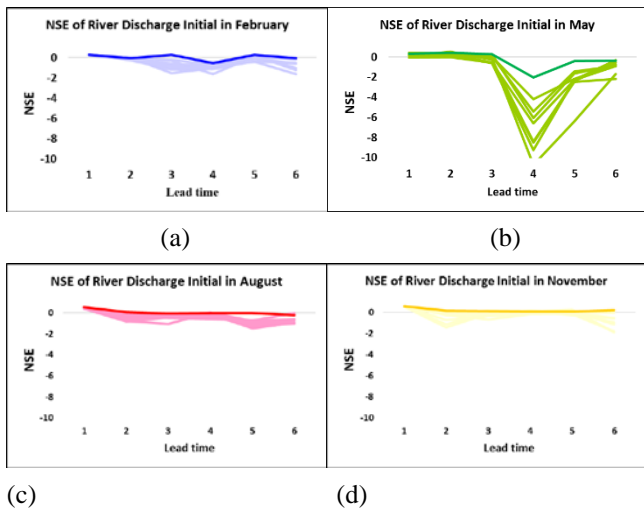 NSE of River Discharge Initial in February
NSE
0
-2
-4
-6
-8
-10
1 2 3 4 5 6
Lead time
(a)
NSE of River Discharge Initial in May
NSE
0
-2
-4
-6
-8
-10
1 2 3 4 5 6
Lead time
(b)
NSE of River Discharge Initial in August
NSE
0
-2
-4
-6
-8
-10
1 2 3 4 5 6
Lead time
(c)
NSE of River Discharge Initial in November
NSE
0
-2
-4
-6
-8
-10
1 2 3 4 5 6
Lead time
(d)